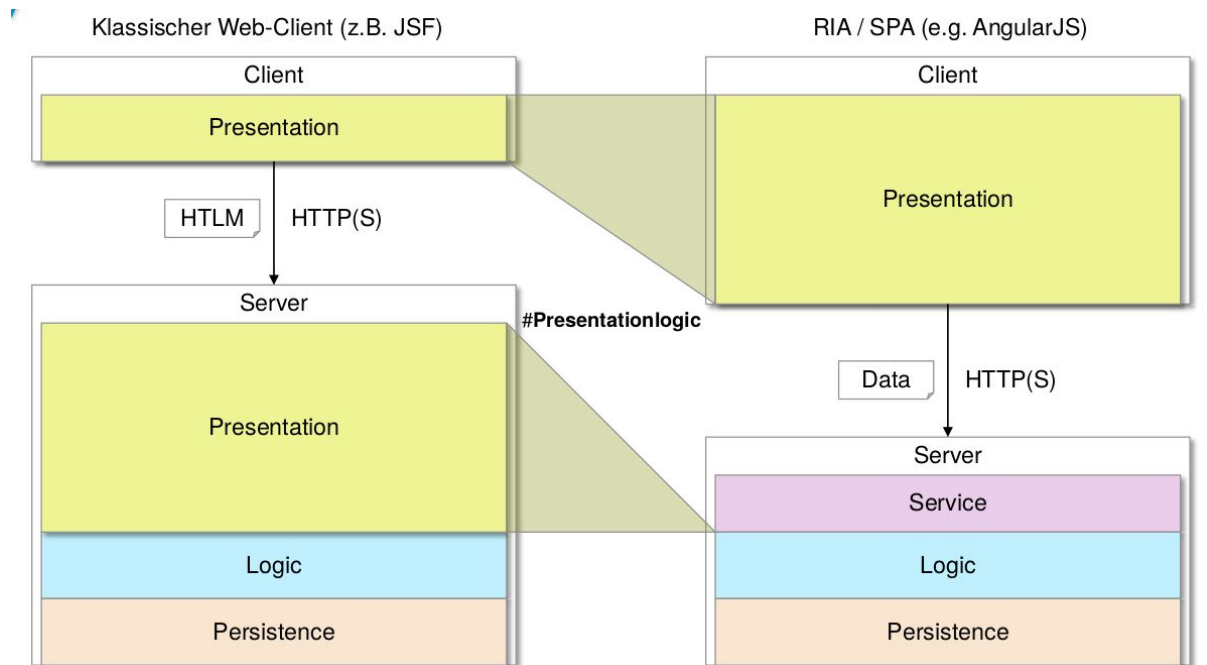 Klassischer Web-Client (z.B. JSF)
Client
Presentation
HTLM
HTTP(S)
Server
Presentation
Logic
Persistence
#Presentationlogic
RIA / SPA (e.g. AngularJS)
Client
Presentation
Data
HTTP(S)
Server
Service
Logic
Persistence